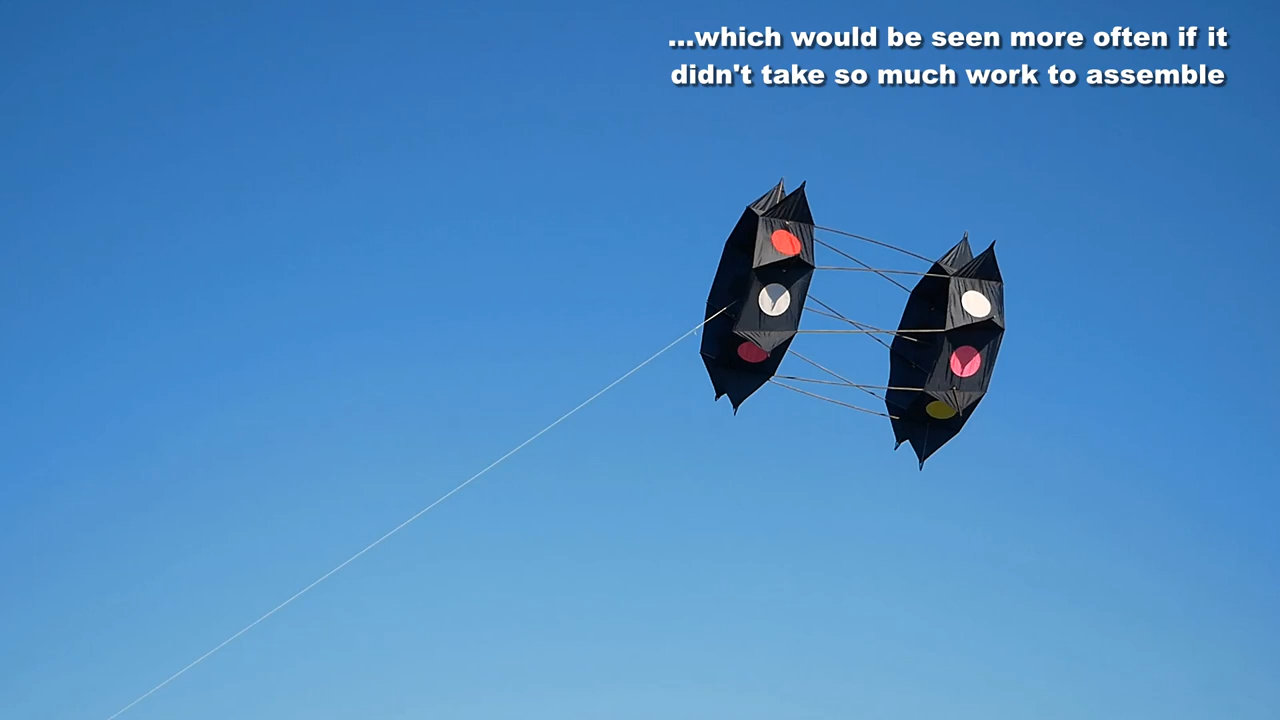 ...which would be seen more often if it
didn't take so much work to assemble